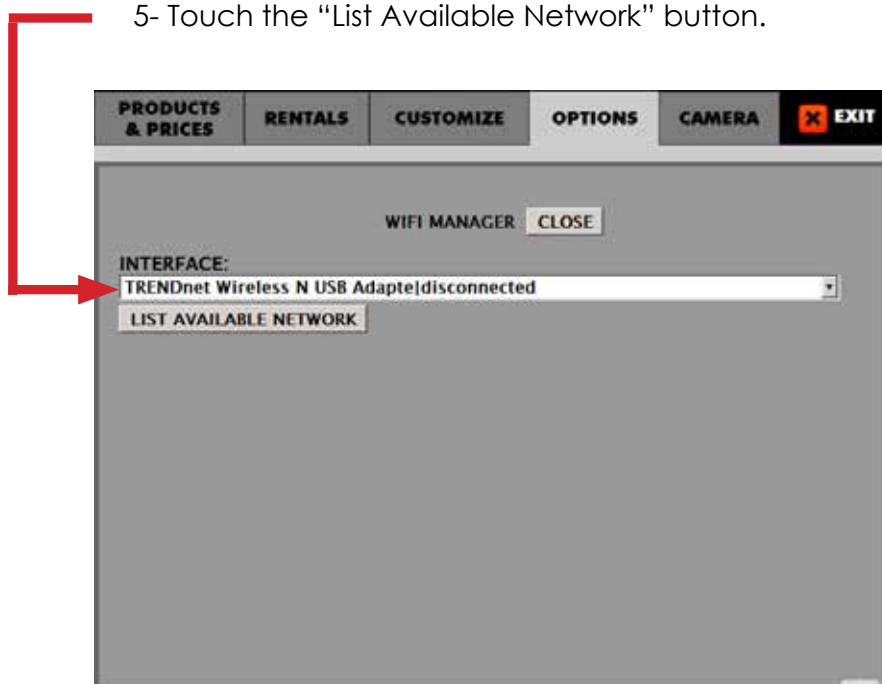 5- Touch the “List Available Network” button.
PRODUCTS & PRICES RENTALS CUSTOMIZE OPTIONS CAMERA X EXIT
WIFI MANAGER CLOSE
INTERFACE:
TRENDnet Wireless N USB Adapte|disconnected
LIST AVAILABLE NETWORK